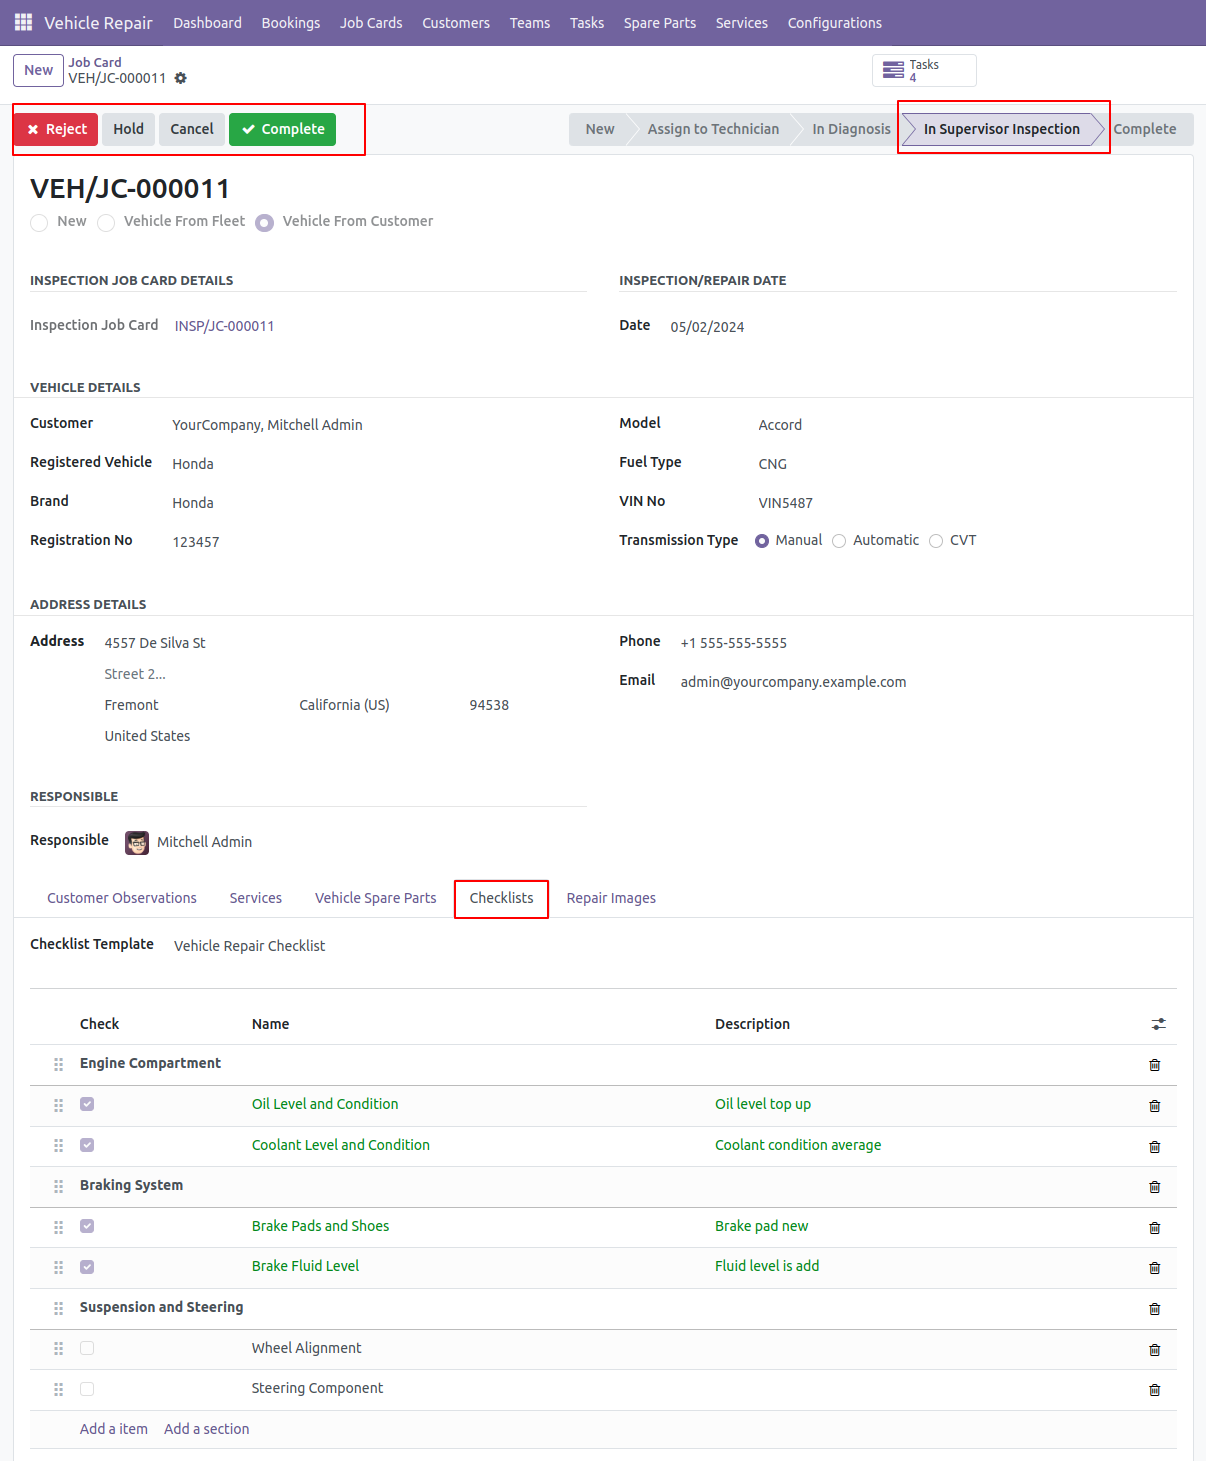 Vehicle Repair Dashboard Bookings Job Cards Customers Teams Tasks Spare Parts Services Configurations
New Job Card
VEH/JC-000011
Tasks
4
Reject Hold Cancel Complete New Assign to Technician In Diagnosis In Supervisor Inspection Complete
VEH/JC-000011
New Vehicle From Fleet Vehicle From Customer
INSPECTION JOB CARD DETAILS INSPECTION/REPAIR DATE
Inspection Job Card INSP/JC-000011 Date 05/02/2024
VEHICLE DETAILS
Customer YourCompany, Mitchell Admin Model Accord
Registered Vehicle Honda Fuel Type CNG
Brand Honda VIN No VIN5487
Registration No 123457 Transmission Type Manual Automatic CVT
ADDRESS DETAILS
Address 4557 De Silva St Phone +1 555-555-5555
Street 2...
Email admin@yourcompany.example.com
Fremont California (US) 94538
United States
RESPONSIBLE
Responsible Mitchell Admin
Customer Observations Services Vehicle Spare Parts Checklists Repair Images
Checklist Template Vehicle Repair Checklist
Check Name Description
Engine Compartment
Oil Level and Condition Oil level top up
Coolant Level and Condition Coolant condition average
Braking System
Brake Pads and Shoes Brake pad new
Brake Fluid Level Fluid level is add
Suspension and Steering
Wheel Alignment
Steering Component
Add a item Add a section